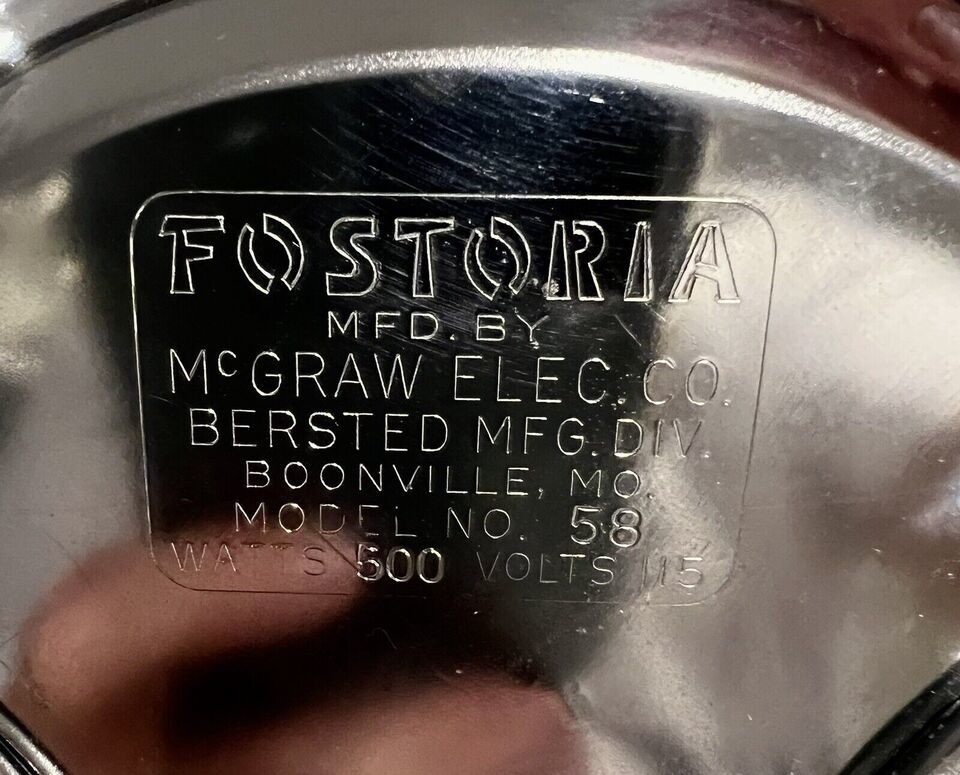 FOSTORIA
MFD. BY
McGRAW ELEC. CO.
BERSTED MFG. DIV
BOONVILLE, MO.
MODEL NO. 58
WATTS 500 VOLTS 115